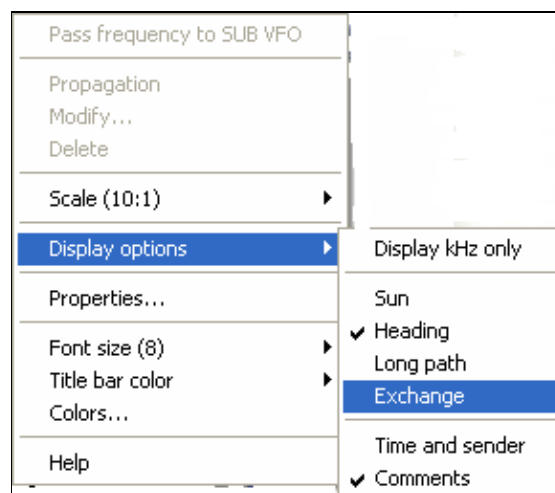 Pass frequency to SUB VFO
Propagation
Modify...
Delete
Scale (10:1)
Display options
Properties...
Font size (8)
Title bar color
Colors...
Help
Display kHz only
Sun
Heading
Long path
Exchange
Time and sender
Comments